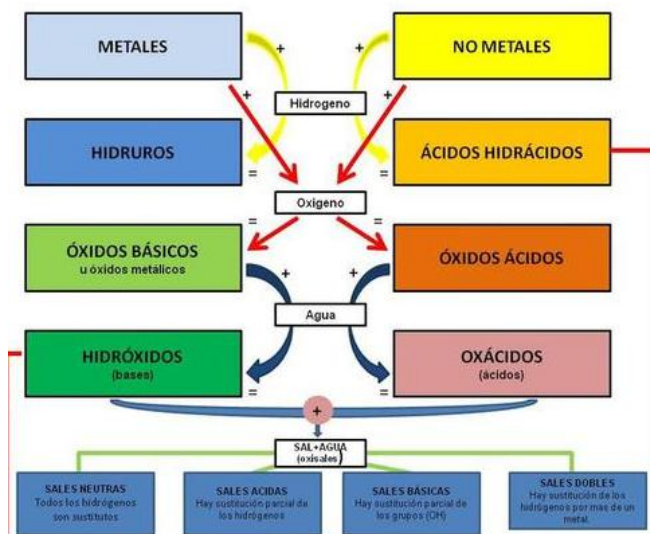 METALES
+
+
NO METALES
+
+
Hidrogeno
HIDRUROS
ÁCIDOS HIDRÁCIDOS
=
=
Oxigeno
=
=
ÓXIDOS BÁSICOS
u óxidos metálicos
ÓXIDOS ÁCIDOS
+
+
Agua
HIDRÓXIDOS
(bases)
OXÁCIDOS
(ácidos)
=
=
+
SAL+AGUA
(oxisales)
SALES NEUTRAS
Todos los hidrógenos
son sustitutos
SALES ACIDAS
Hay sustitución parcial de
los hidrógenos
SALES BÁSICAS
Hay sustitución parcial de
los grupos (OH)
SALES DOBLES
Hay sustitución de los
hidrógenos por mas de un
metal.